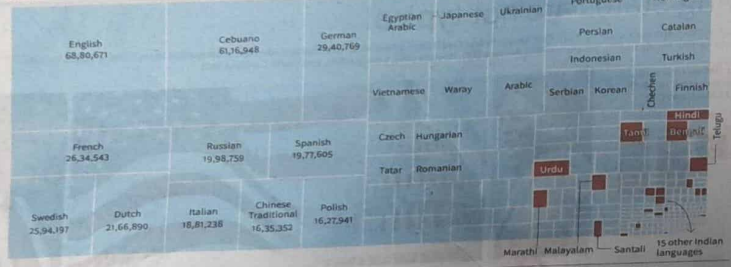 English
68,80,671
Cebuano
61,16,948
German
29,40,769
Egyptian
Arabic
Japanese
Ukrainian
Persian
Catalan
Indonesian
Turkish
Vietnamese
Waray
Arabic
Serbian
Korean
Chechen
Finnish
French
26,34,543
Russian
19,98,759
Spanish
19,77,605
Czech
Hungarian
Tatar
Romanian
Hindi
Telugu
Urdu
Swedish
25,94,197
Dutch
21,66,890
Italian
18,81,238
Chinese
Traditional
16,35,352
Polish
16,27,941
Marathi
Malayalam
Santali
15 other Indian
languages